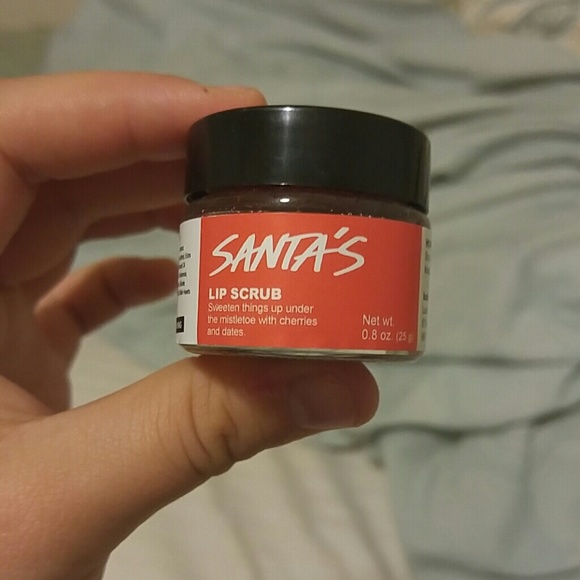 SANTA'S
LIP SCRUB
Sweeten things up under
the mistletoe with cherries
and dates.
Net wt.
0.8 oz. (25 g)